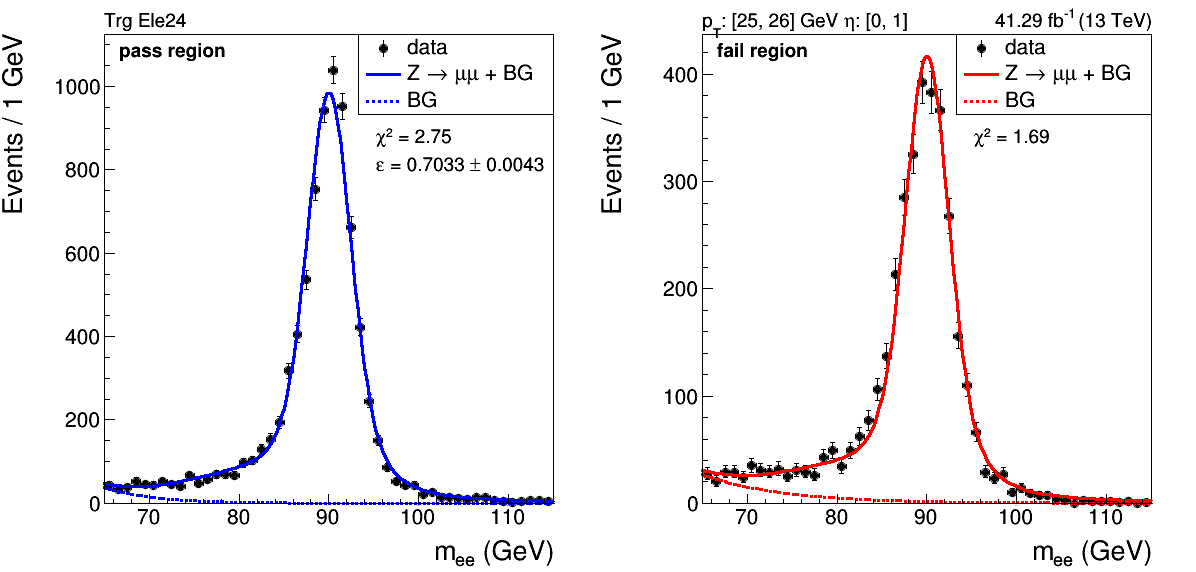 Trg Ele24
pass region
data
Z → μμ + BG
BG
χ² = 2.75
ε = 0.7033 ± 0.0043
Events / 1 GeV
1000
800
600
400
200
0
70 80 90 100 110
m_ee (GeV)
p_T: [25, 26] GeV η: [0, 1] 41.29 fb⁻¹ (13 TeV)
fail region
data
Z → μμ + BG
BG
χ² = 1.69
Events / 1 GeV
400
300
200
100
0
70 80 90 100 110
m_ee (GeV)